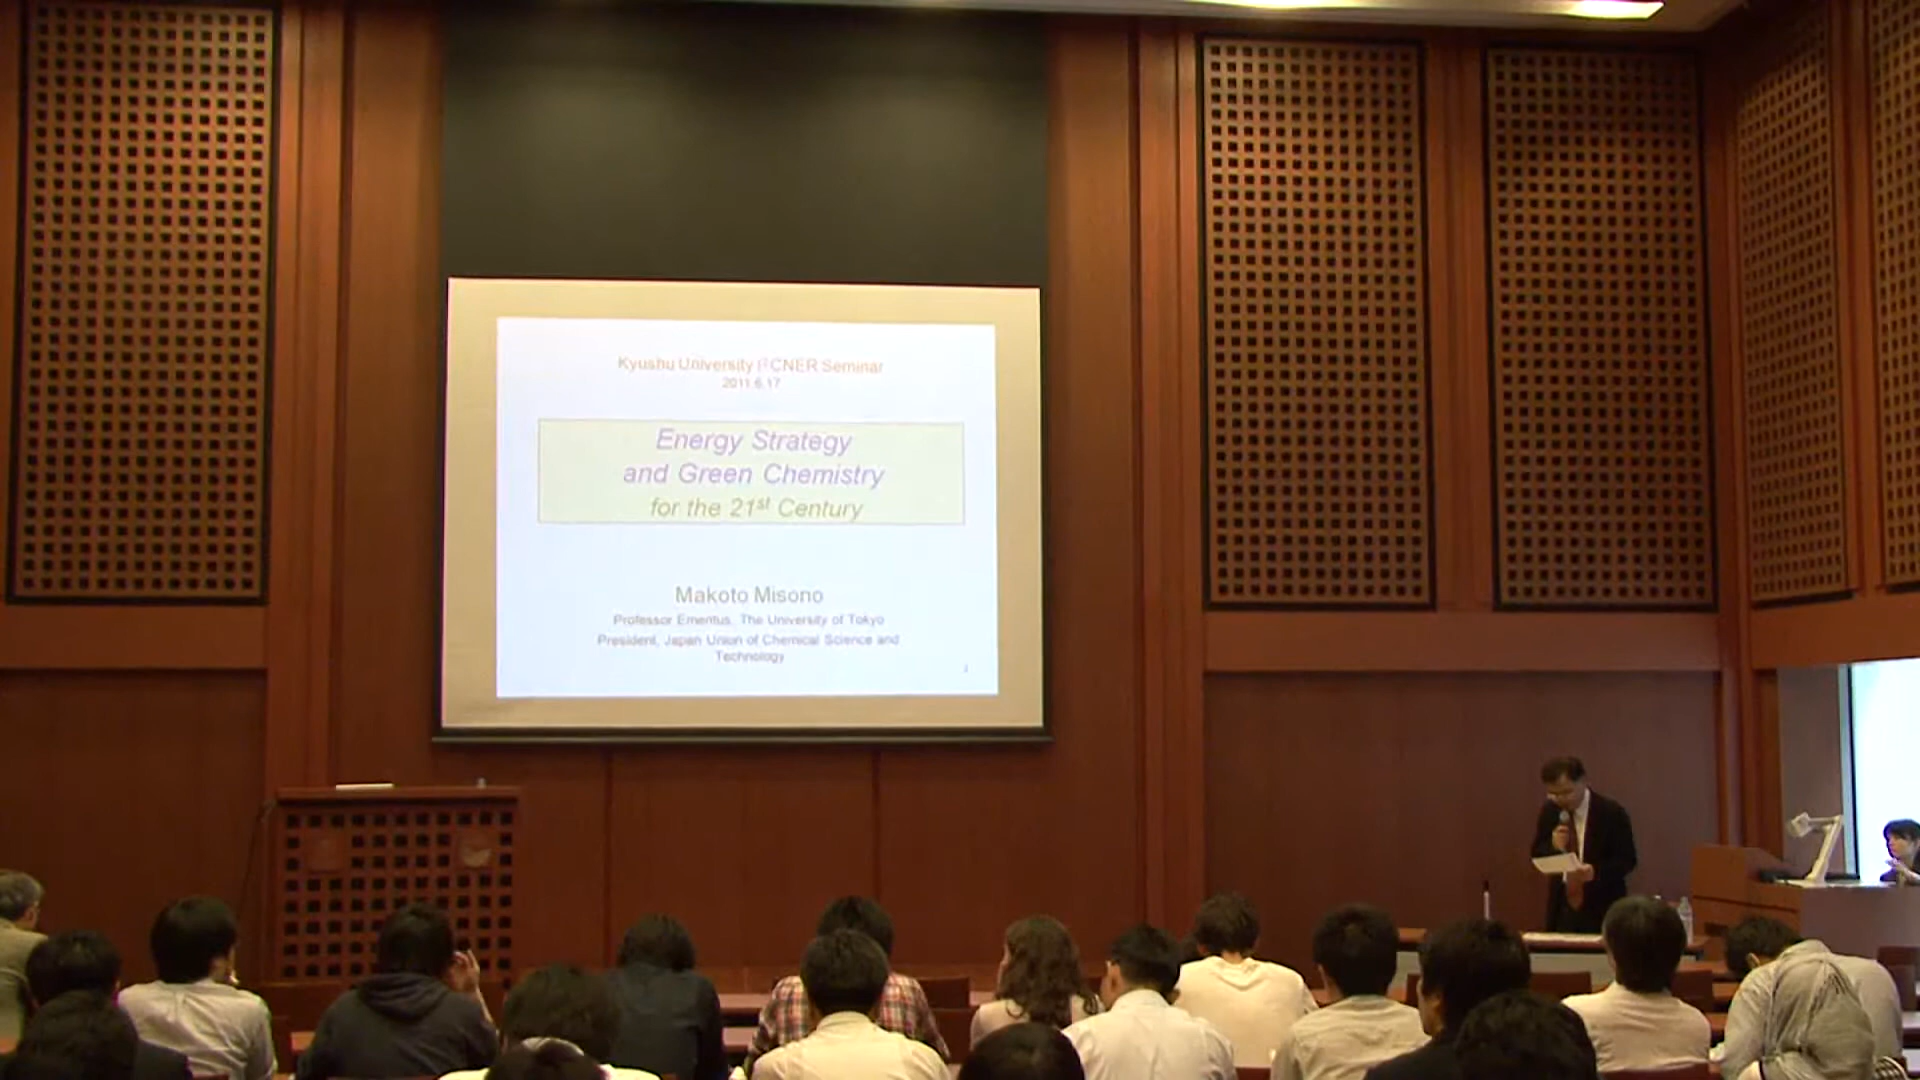 Kyushu University I²CNER Seminar
2011.6.17
Energy Strategy
and Green Chemistry
for the 21st Century
Makoto Misono
Professor Emeritus, The University of Tokyo
President, Japan Union of Chemical Science and
Technology